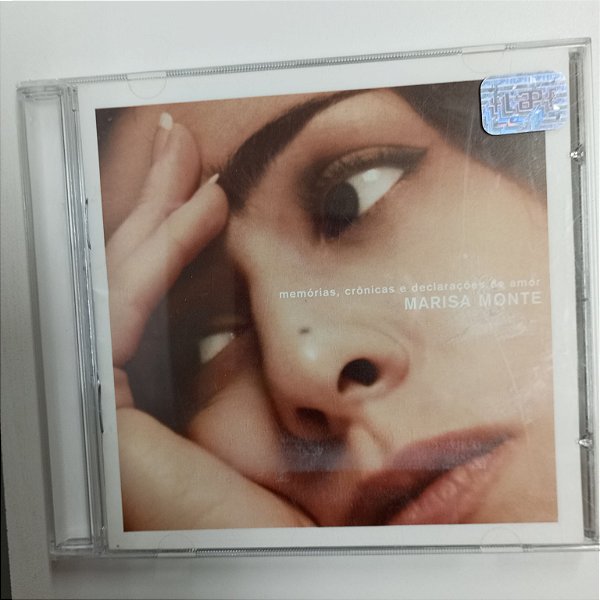 memórias, crônicas e declarações de amor
MARISA MONTE